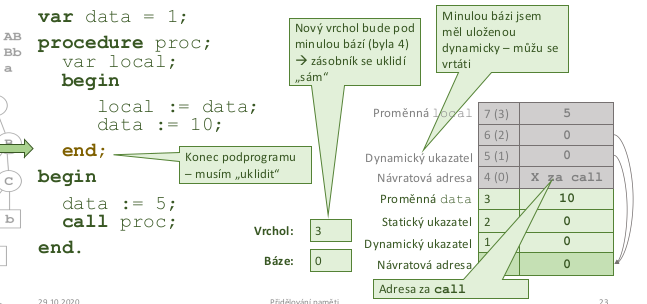 var data = 1;
procedure proc;
var local;
begin
local := data;
data := 10;
end;
begin
data := 5;
call proc;
end.
AB
Bb
a
B
C
b
Nový vrchol bude pod
minulou bází (byla 4)
→ zásobník se uklidí
„sám“
Minulou bázi jsem
měl uloženou
dynamicky – můžu se
vrtáti
Konec podprogramu
– musím „uklidit“
Proměnná local 7 (3) 5
6 (2) 0
Dynamický ukazatel 5 (1) 0
Návratová adresa 4 (0) X za call
Proměnná data 3 10
Statický ukazatel 2 0
Dynamický ukazatel 1 0
Návratová adresa 0
Vrchol: 3
Báze: 0
Adresa za call
29.10.2020 Přidělování paměti 23